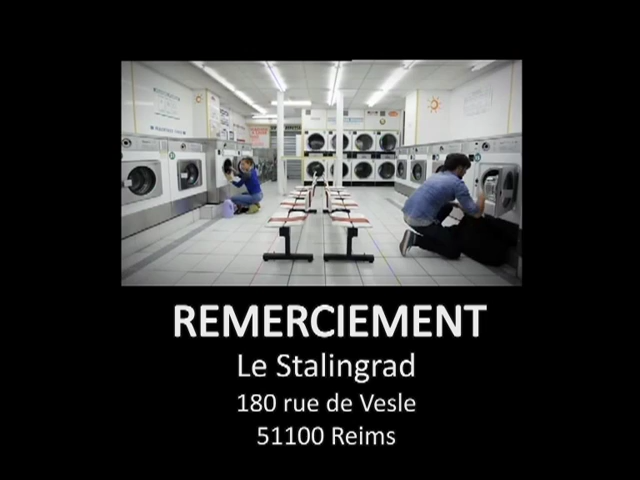 REMERCIEMENT
Le Stalingrad
180 rue de Vesle
51100 Reims